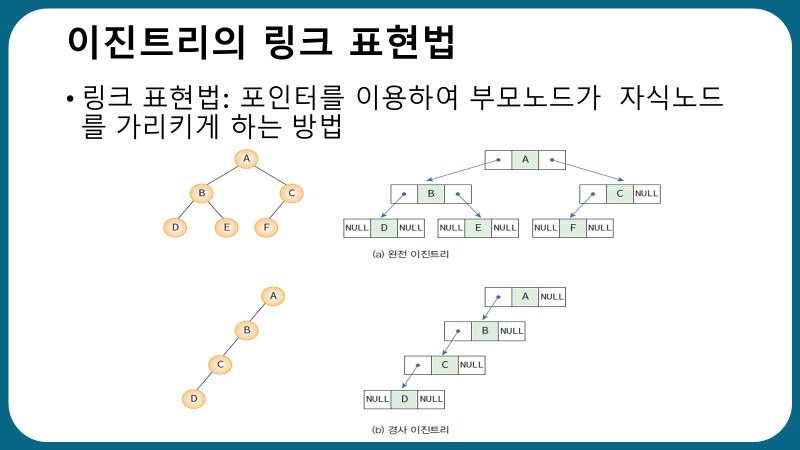 이진트리의 링크 표현법
• 링크 표현법: 포인터를 이용하여 부모노드가 자식노드
를 가리키게 하는 방법
A
B C
D E F
A
B C NULL
NULL D NULL NULL E NULL NULL F NULL
(a) 완전 이진트리
A
B
C
D
A NULL
B NULL
C NULL
NULL D NULL
(b) 경사 이진트리